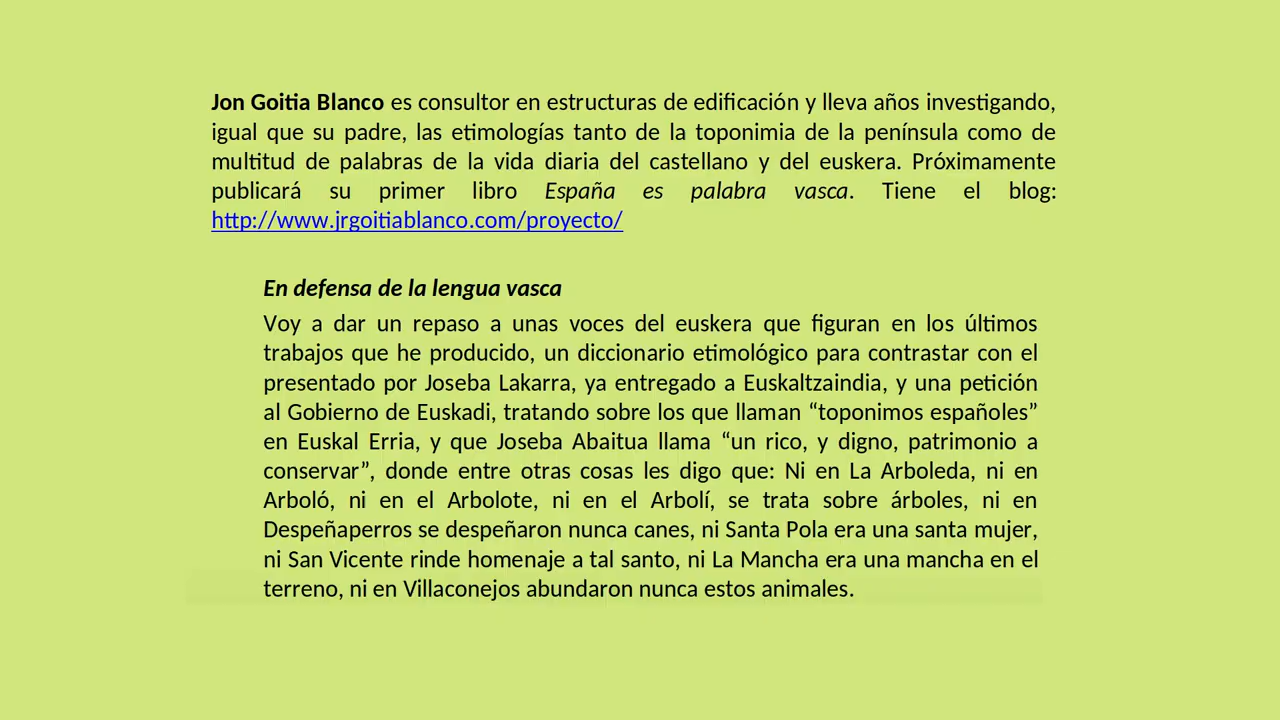 Jon Goitia Blanco es consultor en estructuras de edificación y lleva años investigando,
igual que su padre, las etimologías tanto de la toponimia de la península como de
multitud de palabras de la vida diaria del castellano y del euskera. Próximamente
publicará su primer libro España es palabra vasca. Tiene el blog:
http://www.jrgoitiablanco.com/proyecto/
En defensa de la lengua vasca
Voy a dar un repaso a unas voces del euskera que figuran en los últimos
trabajos que he producido, un diccionario etimológico para contrastar con el
presentado por Joseba Lakarra, ya entregado a Euskaltzaindia, y una petición
al Gobierno de Euskadi, tratando sobre los que llaman “toponimos españoles”
en Euskal Erria, y que Joseba Abaitua llama “un rico, y digno, patrimonio a
conservar”, donde entre otras cosas les digo que: Ni en La Arboleda, ni en
Arboló, ni en el Arbolote, ni en el Arbolí, se trata sobre árboles, ni en
Despeñaperros se despeñaron nunca canes, ni Santa Pola era una santa mujer,
ni San Vicente rinde homenaje a tal santo, ni La Mancha era una mancha en el
terreno, ni en Villaconejos abundaron nunca estos animales.